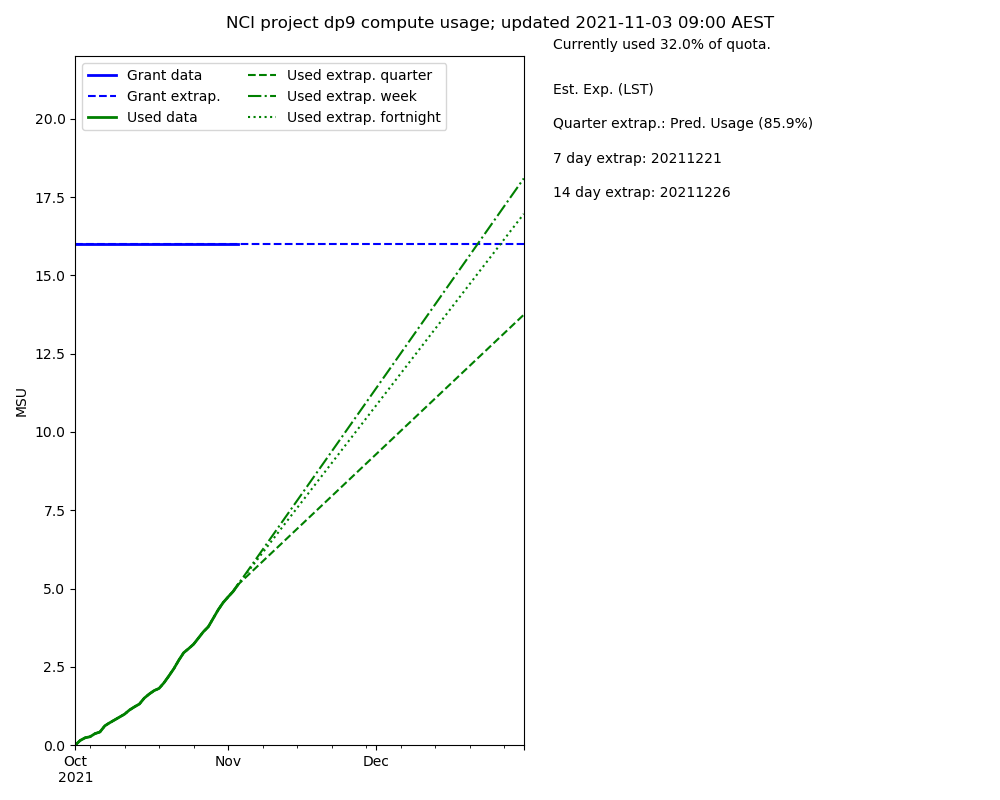 NCI project dp9 compute usage; updated 2021-11-03 09:00 AEST
Currently used 32.0% of quota.
Est. Exp. (LST)
Quarter extrap.: Pred. Usage (85.9%)
7 day extrap: 20211221
14 day extrap: 20211226
Grant data
Grant extrap.
Used data
Used extrap. quarter
Used extrap. week
Used extrap. fortnight
MSU
20.0
17.5
15.0
12.5
10.0
7.5
5.0
2.5
0.0
Oct
2021
Nov
Dec